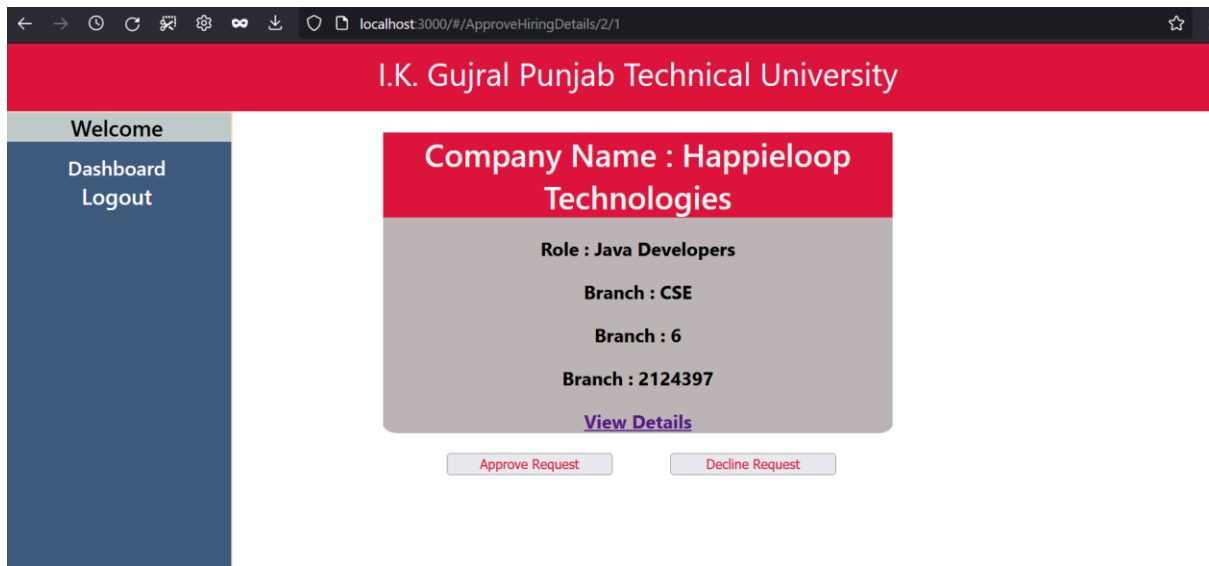 localhost:3000/#/ApproveHiringDetails/2/1
I.K. Gujral Punjab Technical University
Welcome
Dashboard
Logout
Company Name : Happieloop
Technologies
Role : Java Developers
Branch : CSE
Branch : 6
Branch : 2124397
View Details
Approve Request Decline Request